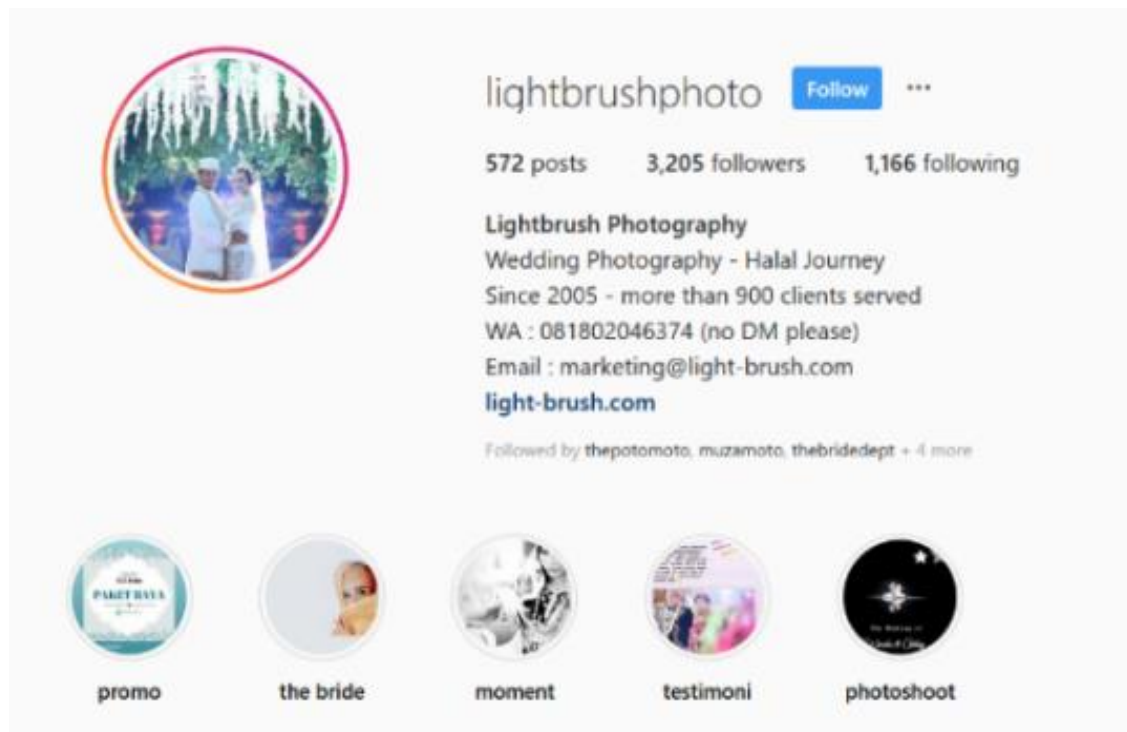 lightbrushphoto Follow ...
572 posts 3,205 followers 1,166 following
Lightbrush Photography
Wedding Photography - Halal Journey
Since 2005 - more than 900 clients served
WA : 081802046374 (no DM please)
Email : marketing@light-brush.com
light-brush.com
Followed by thepotomoto, muzamoto, thebridedept + 4 more
PAKET RAYA
promo the bride moment testimoni photoshoot